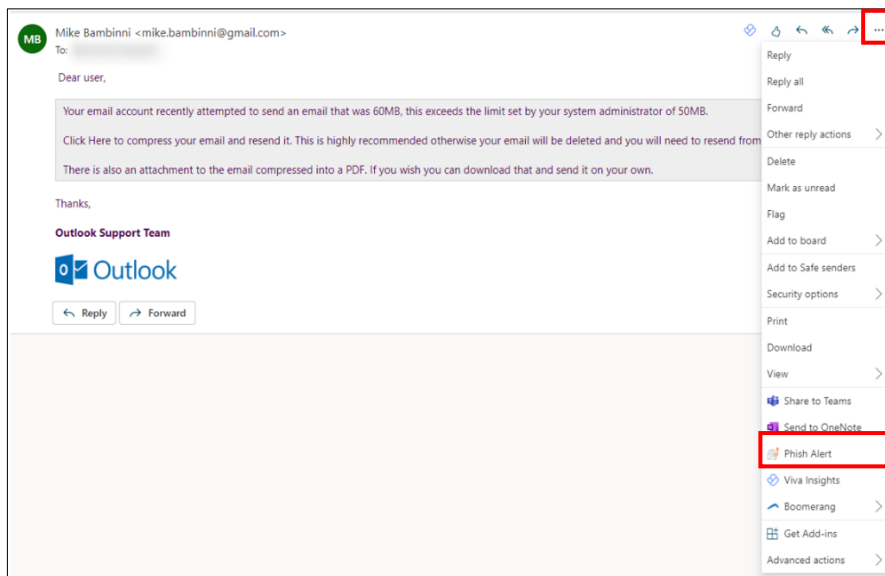 MB
Mike Bambinni <mike.bambinni@gmail.com>
To:
Dear user,
Your email account recently attempted to send an email that was 60MB, this exceeds the limit set by your system administrator of 50MB.
Click Here to compress your email and resend it. This is highly recommended otherwise your email will be deleted and you will need to resend from
There is also an attachment to the email compressed into a PDF. If you wish you can download that and send it on your own.
Thanks,
Outlook Support Team
Outlook
Reply
Forward
Reply
Reply all
Forward
Other reply actions
Delete
Mark as unread
Flag
Add to board
Add to Safe senders
Security options
Print
Download
View
Share to Teams
Send to OneNote
Phish Alert
Viva Insights
Boomerang
Get Add-ins
Advanced actions